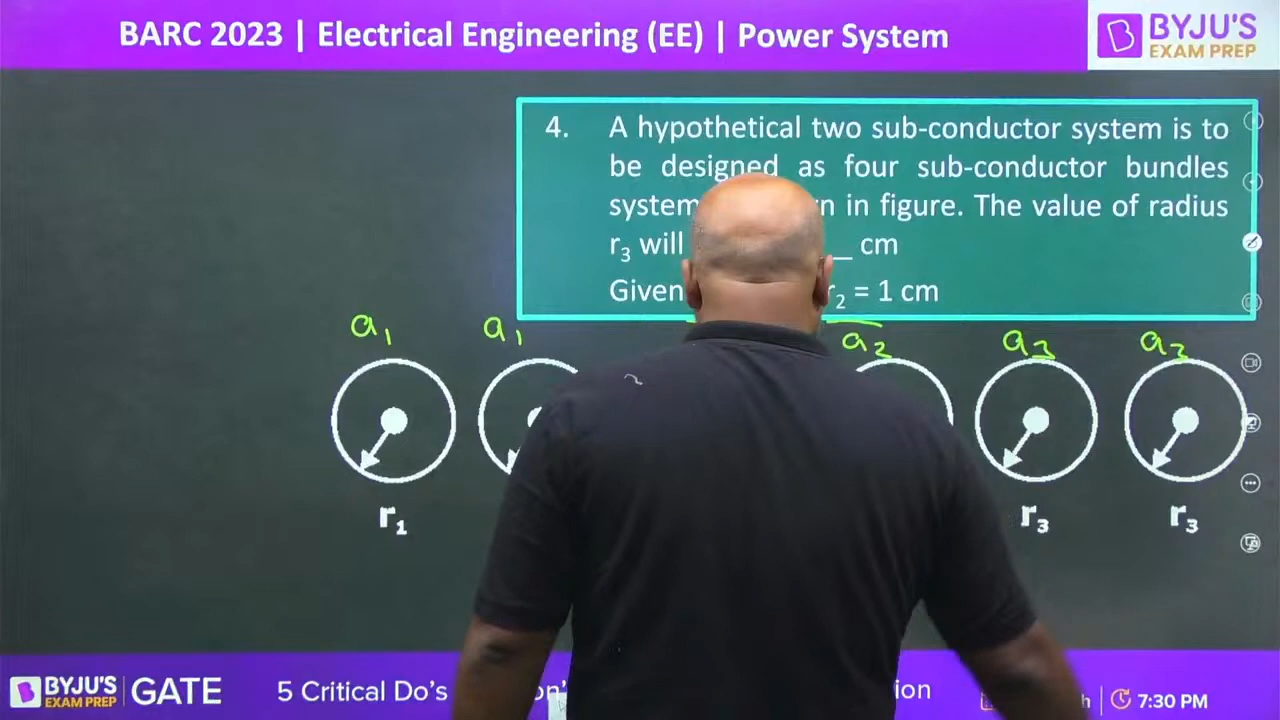 BARC 2023 | Electrical Engineering (EE) | Power System
BYJU'S
EXAM PREP
4. A hypothetical two sub-conductor system is to
be designed as four sub-conductor bundles
system in figure. The value of radius
r₃ will _ cm
Given r₂ = 1 cm
a₁ a₁ a₂ a₃ a₃
r₁ r₃ r₃
BYJU'S
EXAM PREP
GATE
5 Critical Do's
7:30 PM